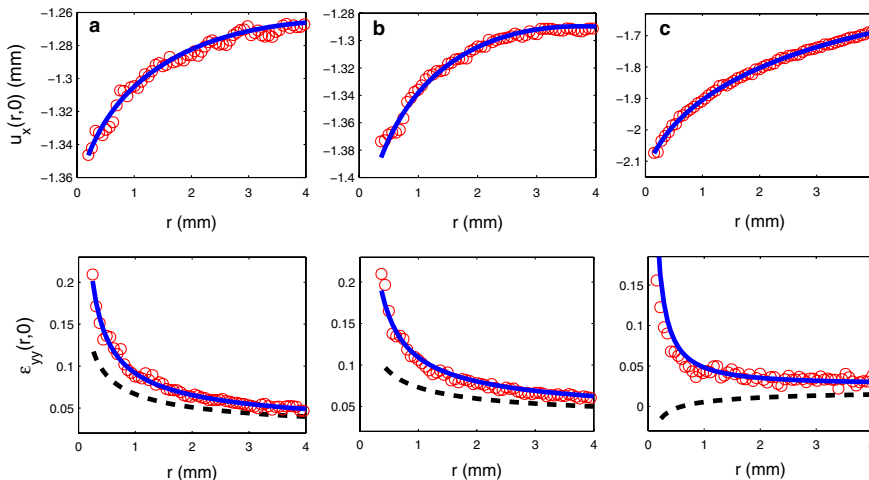 a
b
c
−1.26
−1.28
−1.3
−1.32
−1.34
−1.36
u_x(r,0) (mm)
0 1 2 3 4
r (mm)
−1.28
−1.3
−1.32
−1.34
−1.36
−1.38
−1.4
0 1 2 3 4
r (mm)
−1.7
−1.8
−1.9
−2
−2.1
0 1 2 3
r (mm)
0.2
0.15
0.1
0.05
ε_yy(r,0)
0 1 2 3 4
r (mm)
0.2
0.15
0.1
0.05
0 1 2 3 4
r (mm)
0.15
0.1
0.05
0
0 1 2 3 4
r (mm)